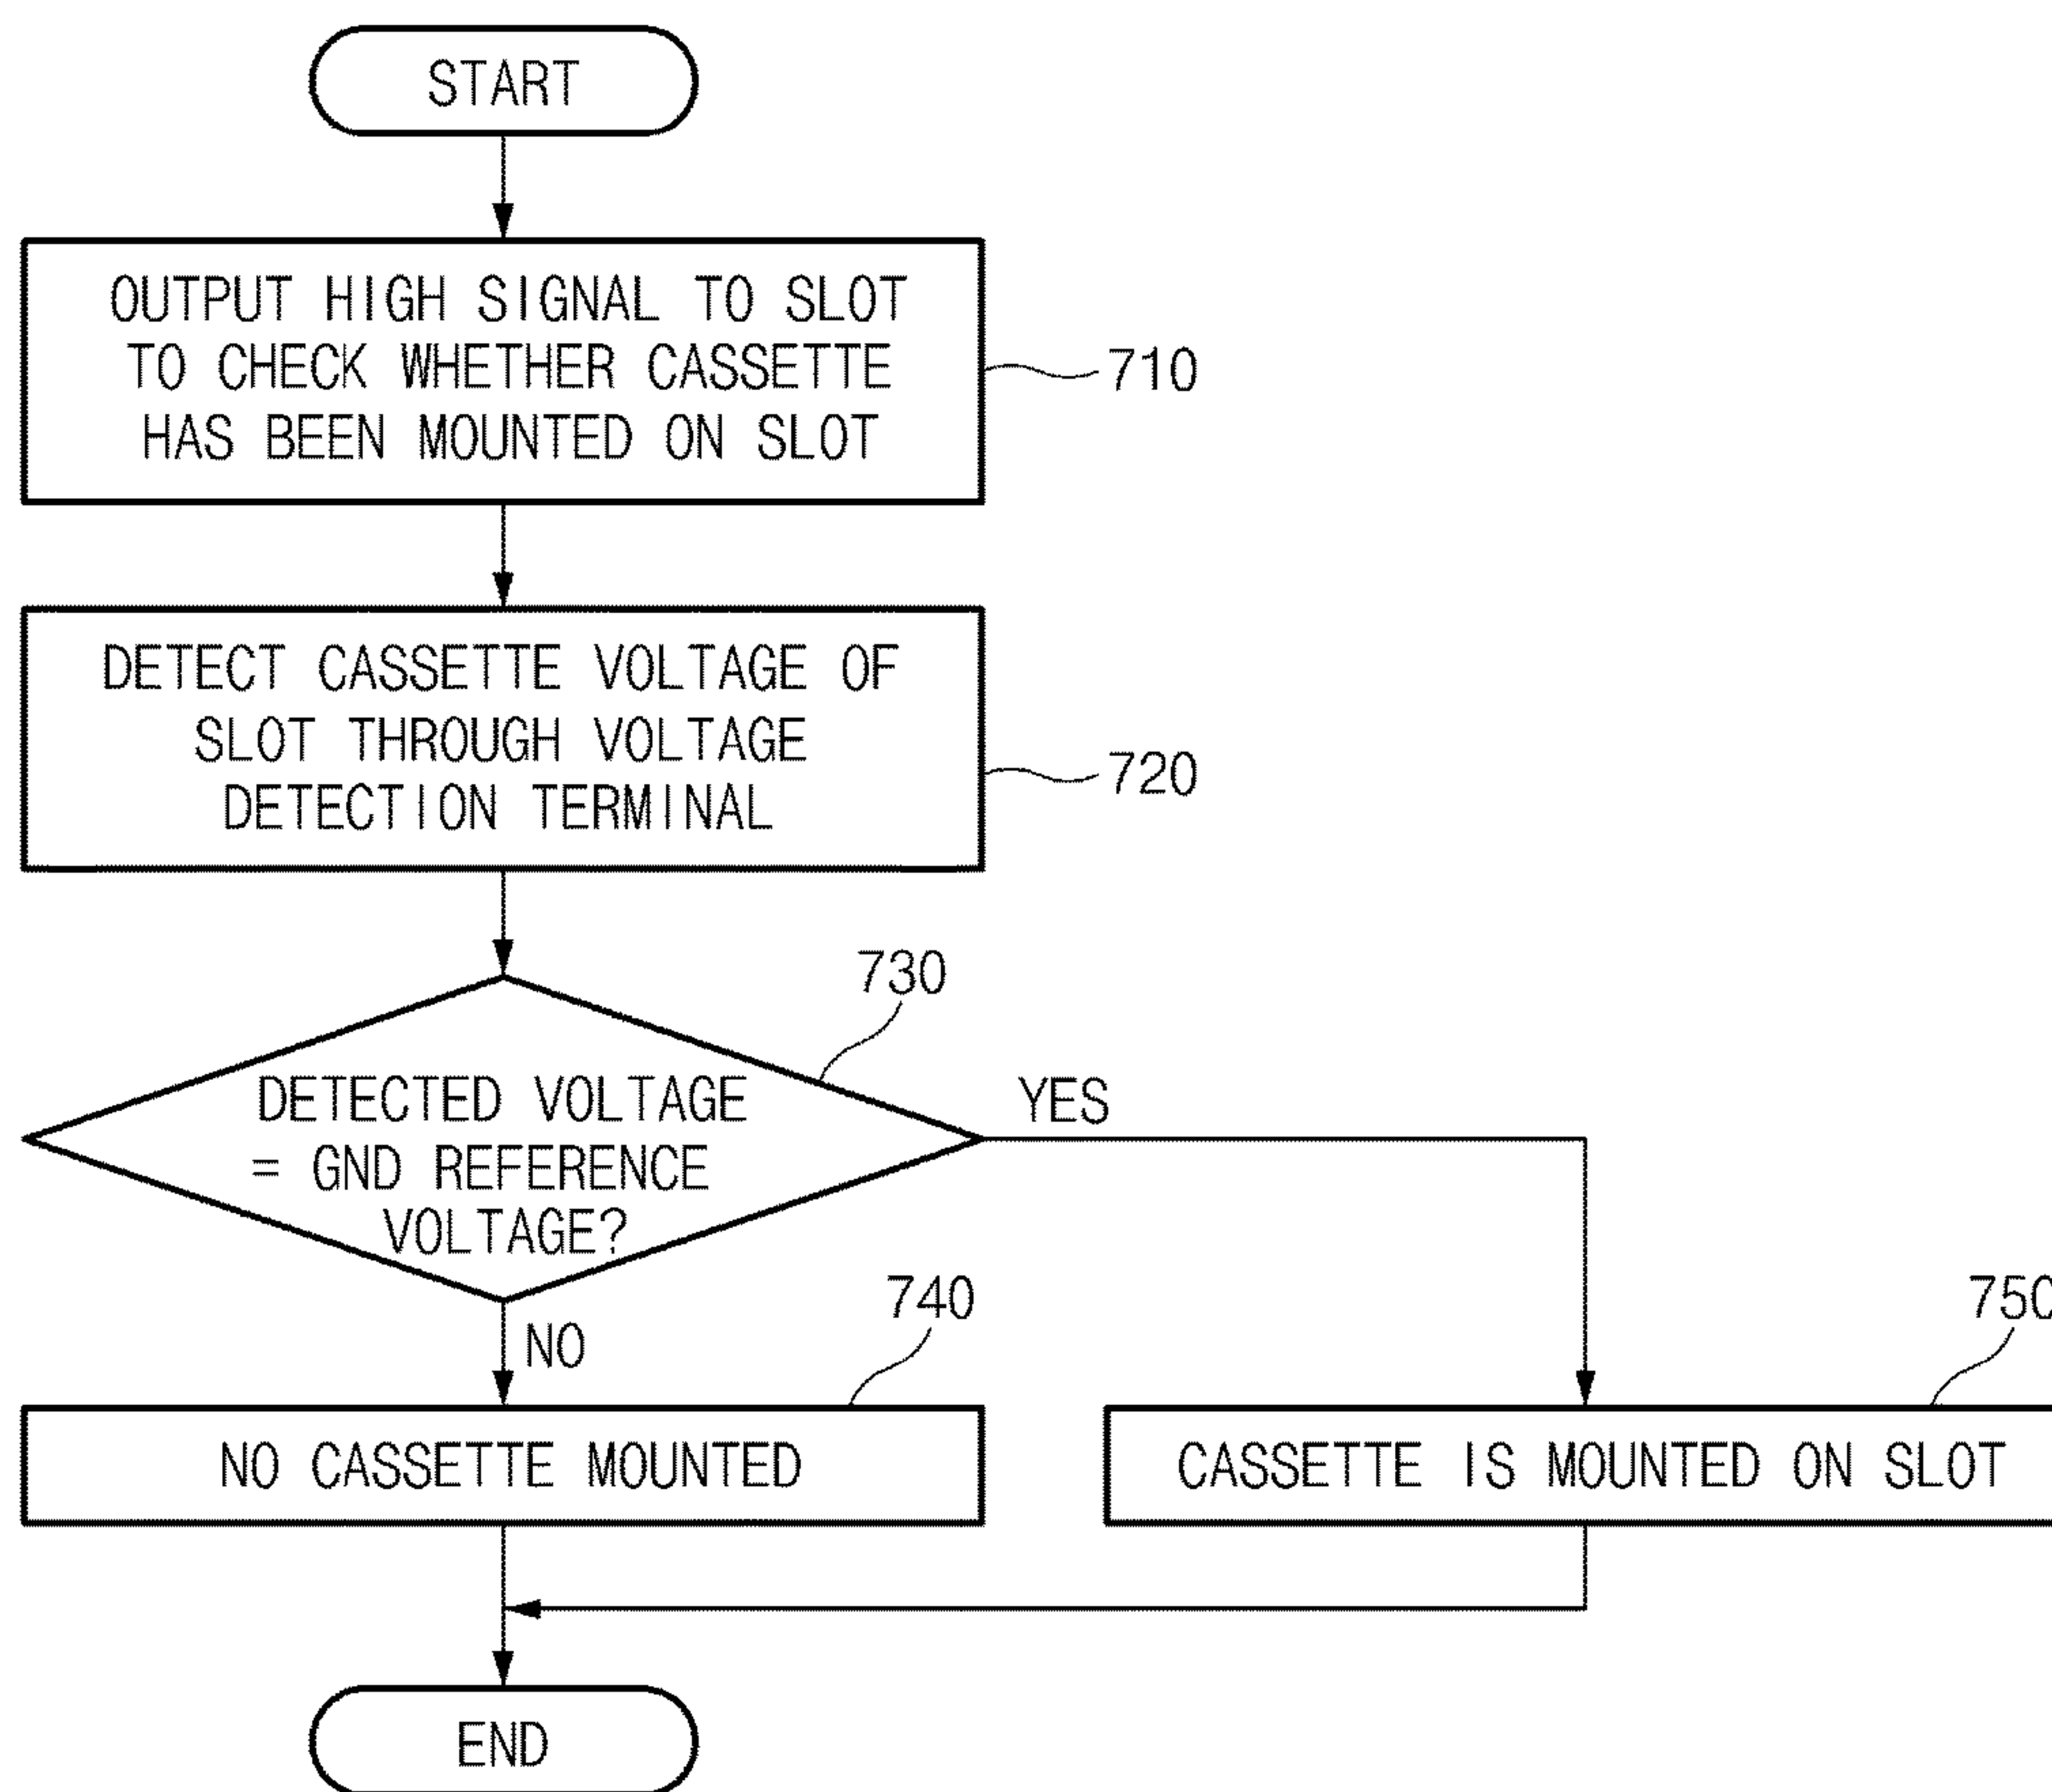 START
OUTPUT HIGH SIGNAL TO SLOT
TO CHECK WHETHER CASSETTE
HAS BEEN MOUNTED ON SLOT
710
DETECT CASSETTE VOLTAGE OF
SLOT THROUGH VOLTAGE
DETECTION TERMINAL
720
730
DETECTED VOLTAGE
= GND REFERENCE
VOLTAGE?
YES
NO
740
750
NO CASSETTE MOUNTED
CASSETTE IS MOUNTED ON SLOT
END